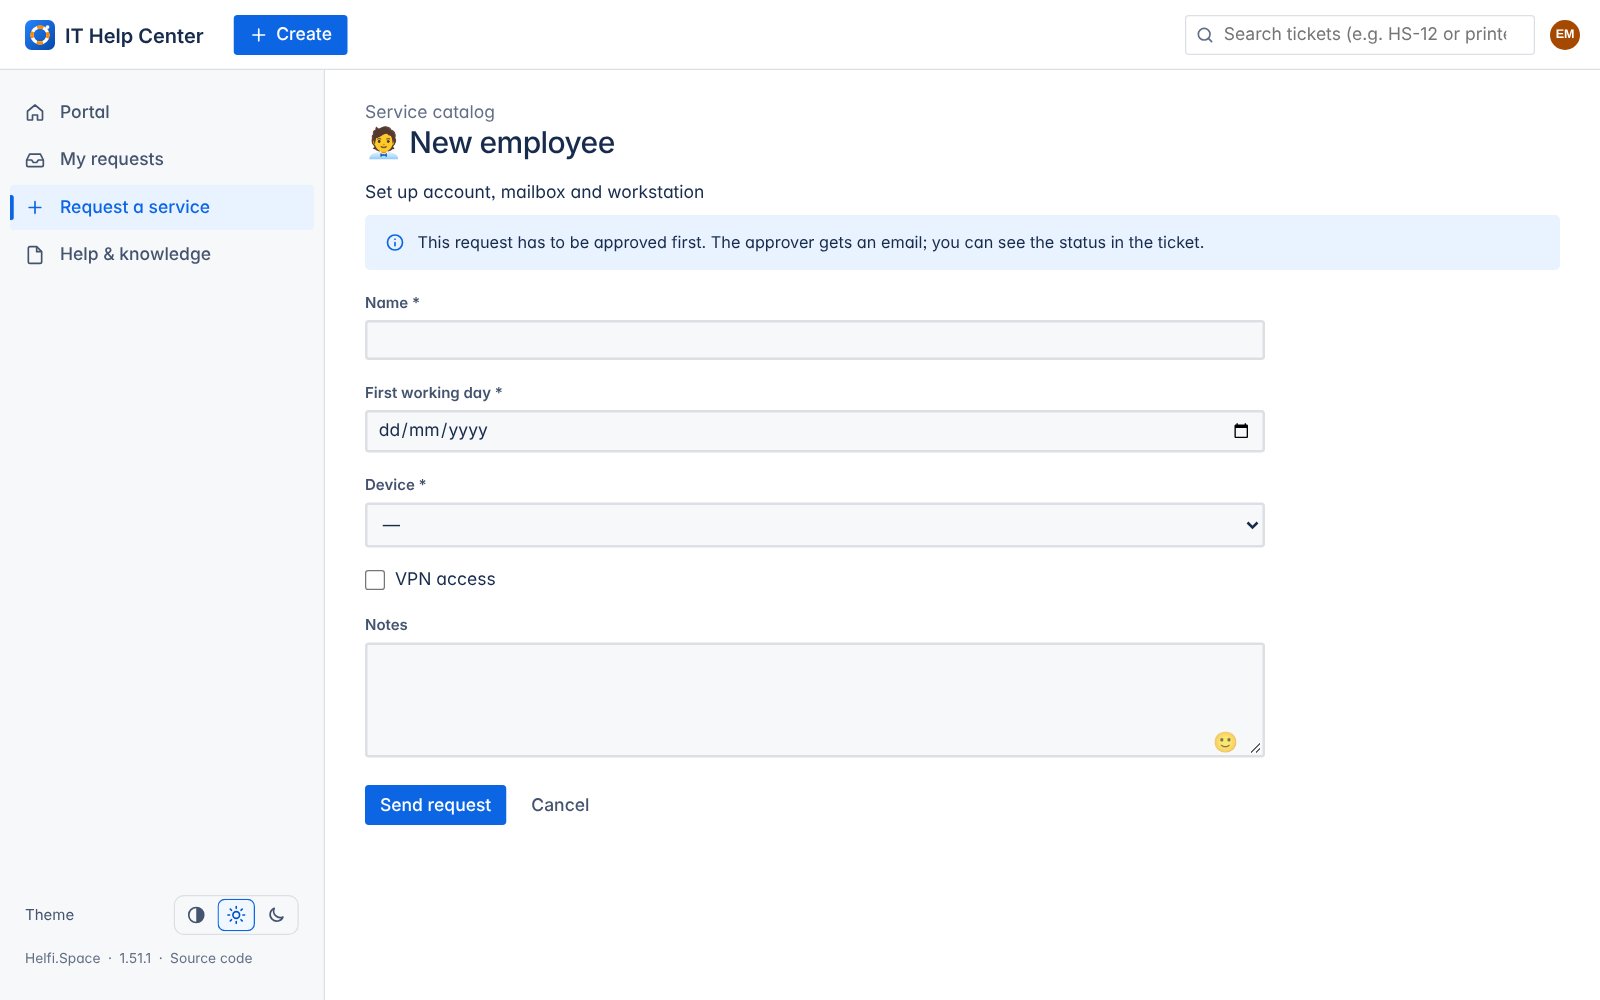 IT Help Center
Create
Search tickets (e.g. HS-12 or printe
EM
Portal
My requests
Request a service
Help & knowledge
Service catalog
New employee
Set up account, mailbox and workstation
This request has to be approved first. The approver gets an email; you can see the status in the ticket.
Name *
First working day *
dd/mm/yyyy
Device *
—
VPN access
Notes
Send request
Cancel
Theme
Helfi.Space · 1.51.1 · Source code